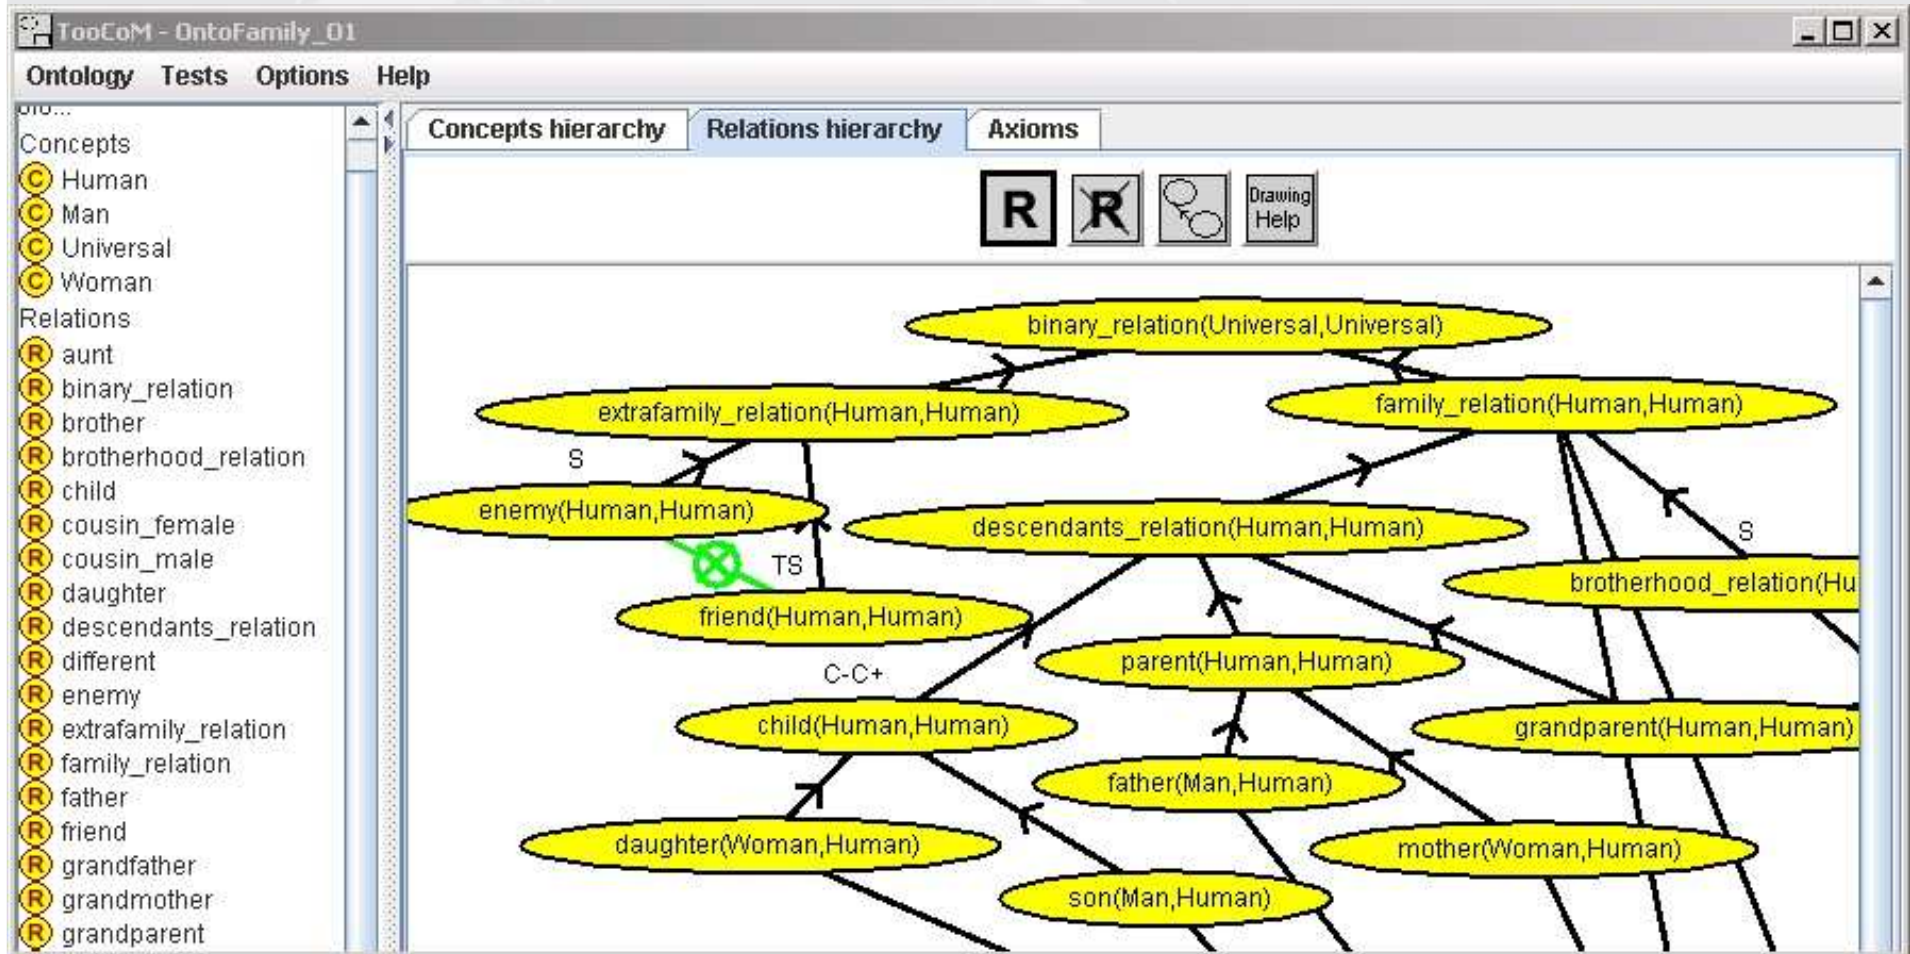 TooCoM - OntoFamily_01
Ontology Tests Options Help
Concepts
C Human
C Man
C Universal
C Woman
Relations
R aunt
R binary_relation
R brother
R brotherhood_relation
R child
R cousin_female
R cousin_male
R daughter
R descendants_relation
R different
R enemy
R extrafamily_relation
R family_relation
R father
R friend
R grandfather
R grandmother
R grandparent
Concepts hierarchy Relations hierarchy Axioms
R R Drawing
Help
binary_relation(Universal,Universal)
extrafamily_relation(Human,Human) family_relation(Human,Human)
S
enemy(Human,Human) descendants_relation(Human,Human)
S
TS
brotherhood_relation(Hu
friend(Human,Human)
parent(Human,Human)
C-C+
child(Human,Human) grandparent(Human,Human)
father(Man,Human)
daughter(Woman,Human) mother(Woman,Human)
son(Man,Human)